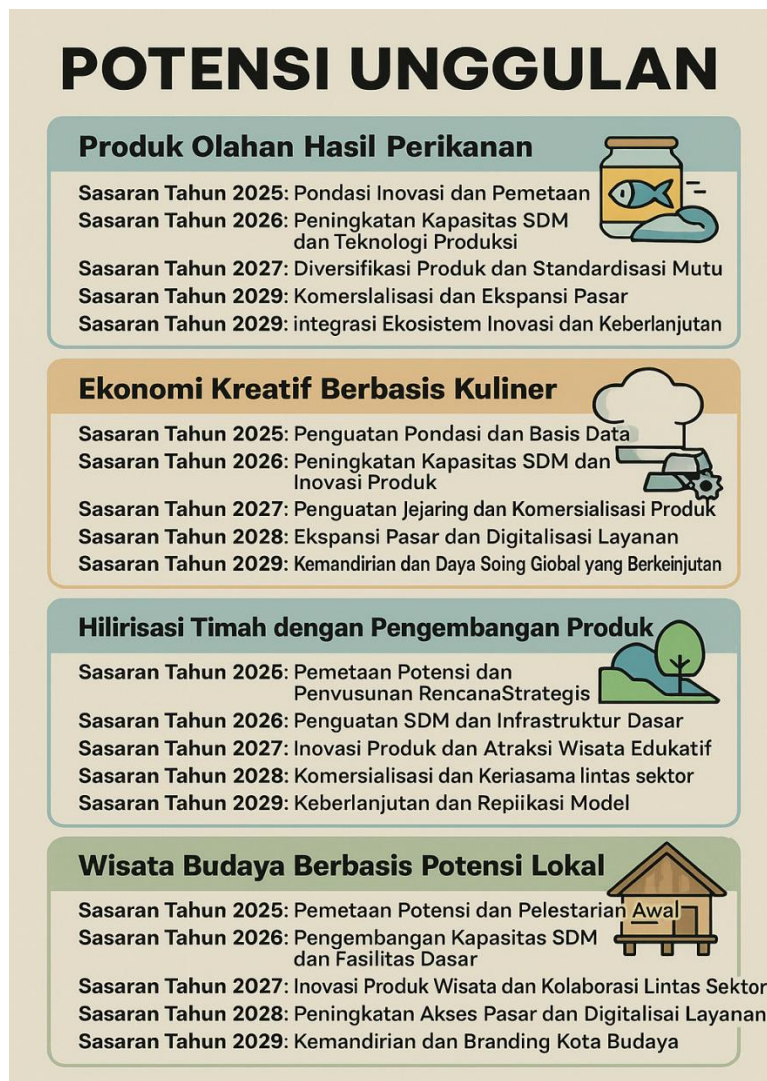 POTENSI UNGGULAN
Produk Olahan Hasil Perikanan
Sasaran Tahun 2025: Pondasi Inovasi dan Pemetaan
Sasaran Tahun 2026: Peningkatan Kapasitas SDM
dan Teknologi Produksi
Sasaran Tahun 2027: Diversifikasi Produk dan Standardisasi Mutu
Sasaran Tahun 2029: Komerslalisasi dan Ekspansi Pasar
Sasaran Tahun 2029: integrasi Ekosistem Inovasi dan Keberlanjutan
Ekonomi Kreatif Berbasis Kuliner
Sasaran Tahun 2025: Penguatan Pondasi dan Basis Data
Sasaran Tahun 2026: Peningkatan Kapasitas SDM dan
Inovasi Produk
Sasaran Tahun 2027: Penguatan Jejaring dan Komersialisasi Produk
Sasaran Tahun 2028: Ekspansi Pasar dan Digitalisasi Layanan
Sasaran Tahun 2029: Kemandirian dan Daya Soing Giobal yang Berkeinjutan
Hilirisasi Timah dengan Pengembangan Produk
Sasaran Tahun 2025: Pemetaan Potensi dan
Penvusunan RencanaStrategis
Sasaran Tahun 2026: Penguatan SDM dan Infrastruktur Dasar
Sasaran Tahun 2027: Inovasi Produk dan Atraksi Wisata Edukatif
Sasaran Tahun 2028: Komersialisasi dan Keriasama lintas sektor
Sasaran Tahun 2029: Keberlanjutan dan Repiikasi Model
Wisata Budaya Berbasis Potensi Lokal
Sasaran Tahun 2025: Pemetaan Potensi dan Pelestarian Awal
Sasaran Tahun 2026: Pengembangan Kapasitas SDM
dan Fasilitas Dasar
Sasaran Tahun 2027: Inovasi Produk Wisata dan Kolaborasi Lintas Sektor
Sasaran Tahun 2028: Peningkatan Akses Pasar dan Digitalisai Layanan
Sasaran Tahun 2029: Kemandirian dan Branding Kota Budaya